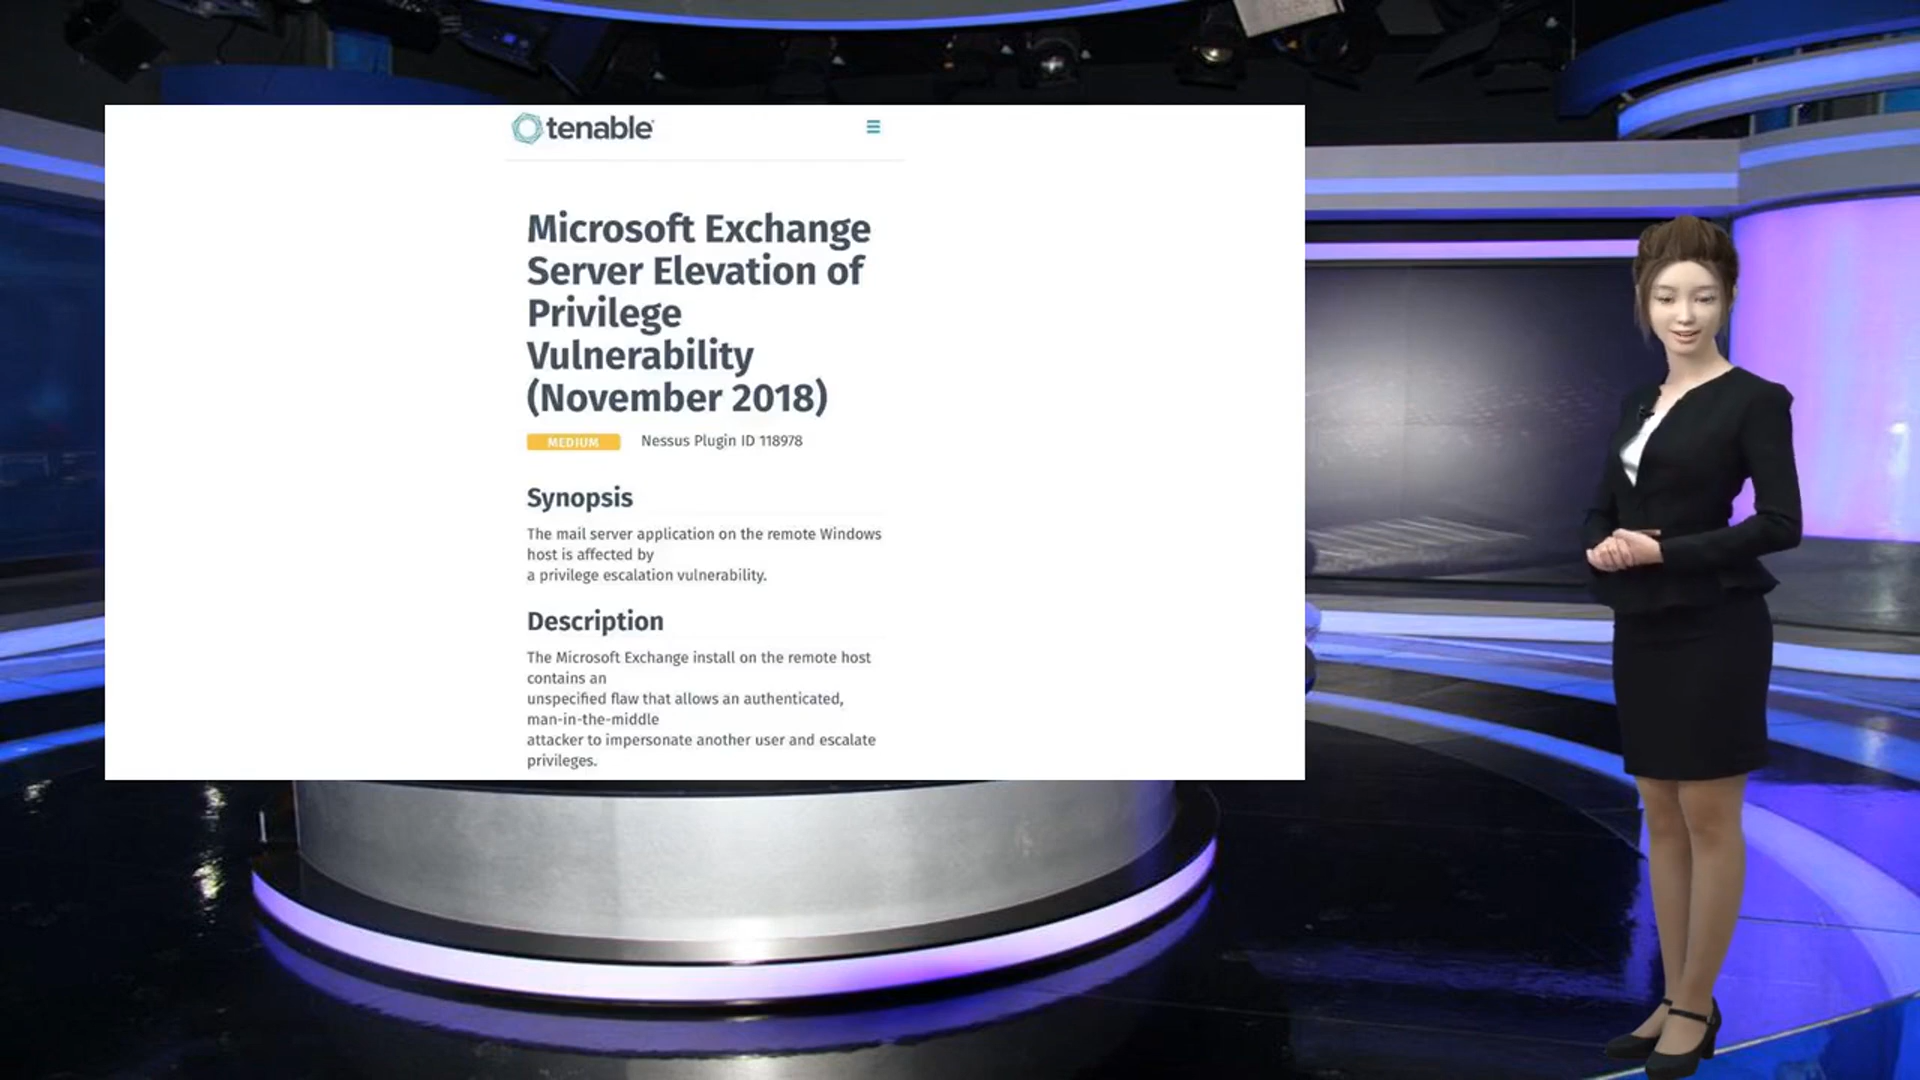 tenable
Microsoft Exchange
Server Elevation of
Privilege
Vulnerability
(November 2018)
MEDIUM Nessus Plugin ID 118978
Synopsis
The mail server application on the remote Windows
host is affected by
a privilege escalation vulnerability.
Description
The Microsoft Exchange install on the remote host
contains an
unspecified flaw that allows an authenticated,
man-in-the-middle
attacker to impersonate another user and escalate
privileges.